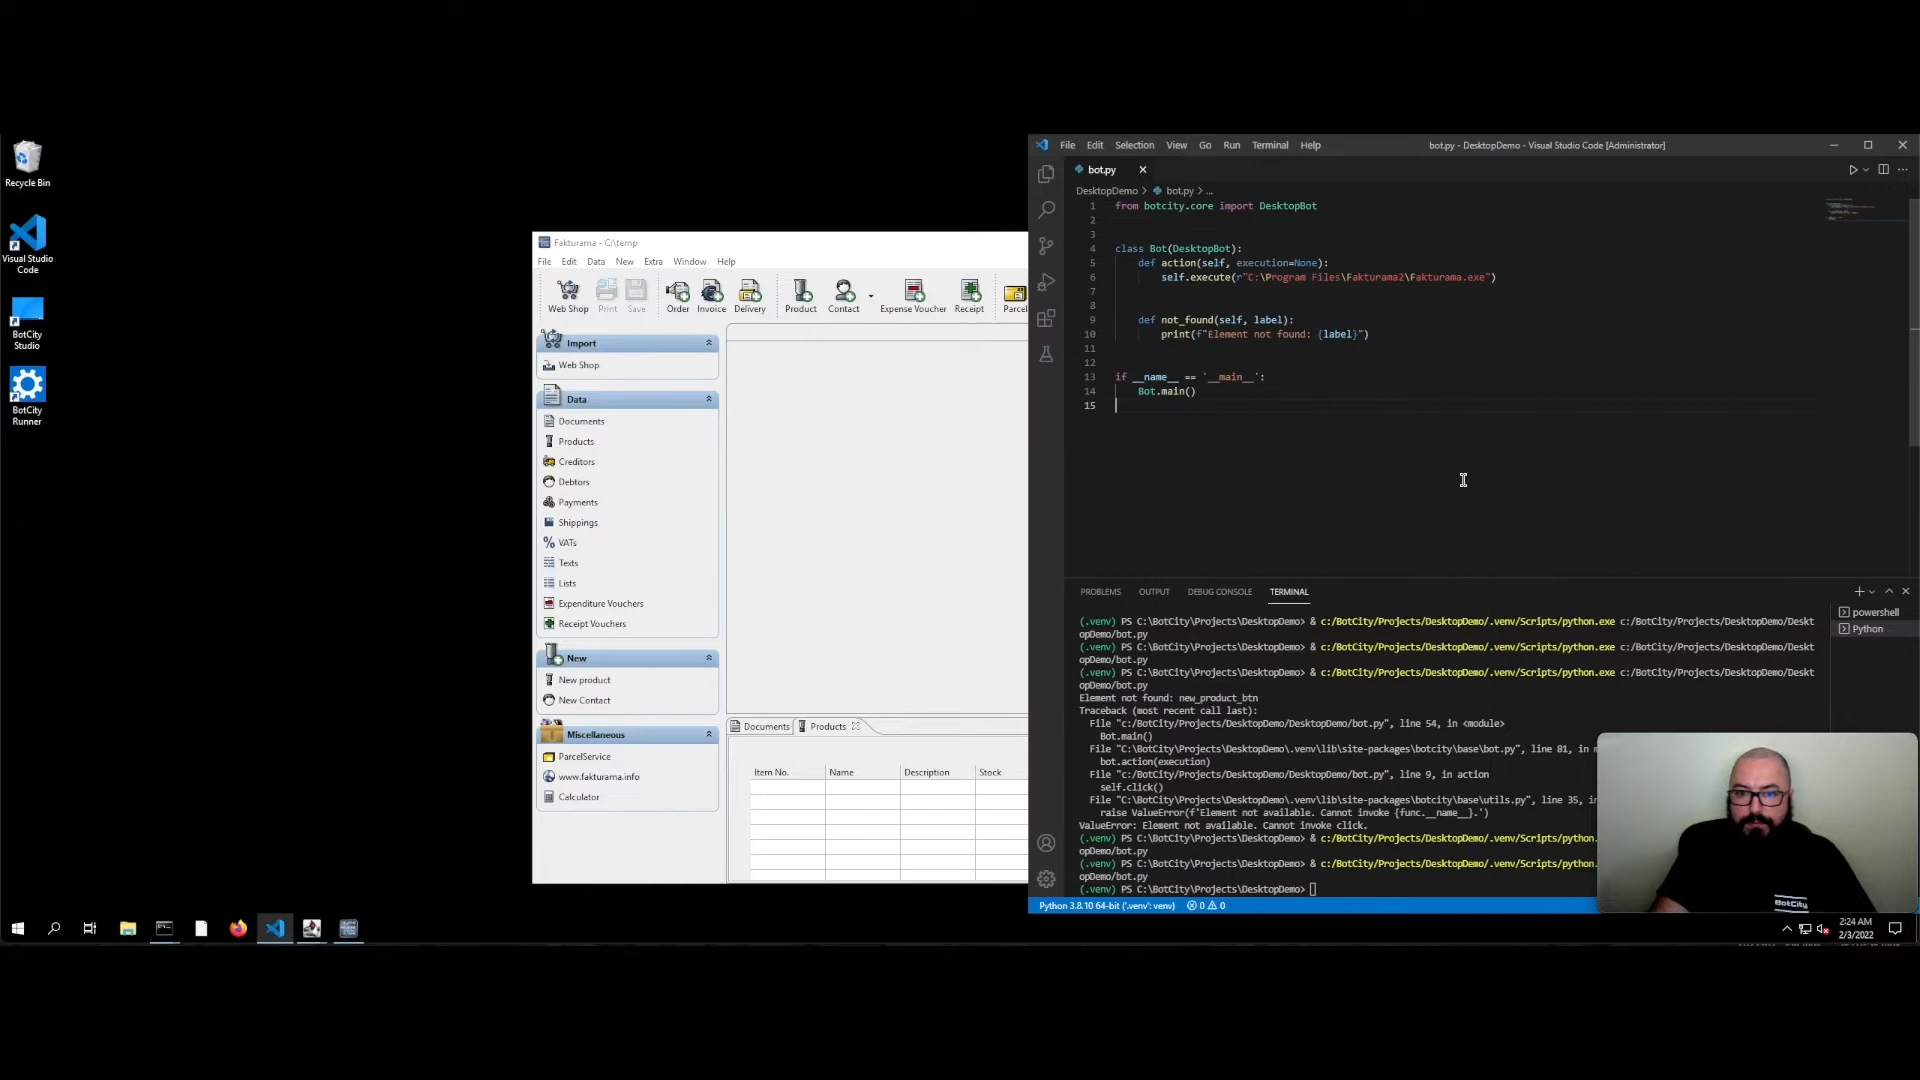 Recycle Bin
Visual Studio
Code
BotCity
Studio
BotCity
Runner
Fakturama - C:\temp
File Edit Data New Extra Window Help
Web Shop Print Save Order Invoice Delivery Product Contact Expense Voucher Receipt Parcel
Import
Web Shop
Data
Documents
Products
Creditors
Debtors
Payments
Shippings
% VATs
Texts
Lists
Expenditure Vouchers
Receipt Vouchers
New
New product
New Contact
Miscellaneous
ParcelService
www.fakturama.info
Calculator
Documents Products
Item No. Name Description Stock
File Edit Selection View Go Run Terminal Help bot.py - DesktopDemo - Visual Studio Code [Administrator]
bot.py
DesktopDemo > bot.py > ...
1 from botcity.core import DesktopBot
2
3
4 class Bot(DesktopBot):
5 def action(self, execution=None):
6 self.execute(r"C:\Program Files\Fakturama2\Fakturama.exe")
7
8
9 def not_found(self, label):
10 print(f"Element not found: {label}")
11
12
13 if __name__ == '__main__':
14 Bot.main()
15
PROBLEMS OUTPUT DEBUG CONSOLE TERMINAL
powershell
Python
(.venv) PS C:\BotCity\Projects\DesktopDemo> & c:/BotCity/Projects/DesktopDemo/.venv/Scripts/python.exe c:/BotCity/Projects/DesktopDemo/Deskt
opDemo/bot.py
(.venv) PS C:\BotCity\Projects\DesktopDemo> & c:/BotCity/Projects/DesktopDemo/.venv/Scripts/python.exe c:/BotCity/Projects/DesktopDemo/Deskt
opDemo/bot.py
(.venv) PS C:\BotCity\Projects\DesktopDemo> & c:/BotCity/Projects/DesktopDemo/.venv/Scripts/python.exe c:/BotCity/Projects/DesktopDemo/Deskt
opDemo/bot.py
Element not found: new_product_btn
Traceback (most recent call last):
File "c:/BotCity/Projects/DesktopDemo/DesktopDemo/bot.py", line 54, in <module>
Bot.main()
File "C:\BotCity\Projects\DesktopDemo\.venv\lib\site-packages\botcity\base\bot.py", line 81, in m
bot.action(execution)
File "c:/BotCity/Projects/DesktopDemo/DesktopDemo/bot.py", line 9, in action
self.click()
File "C:\BotCity\Projects\DesktopDemo\.venv\lib\site-packages\botcity\base\utils.py", line 35, in
raise ValueError(f'Element not available. Cannot invoke {func.__name__}.')
ValueError: Element not available. Cannot invoke click.
(.venv) PS C:\BotCity\Projects\DesktopDemo> & c:/BotCity/Projects/DesktopDemo/.venv/Scripts/python.
opDemo/bot.py
(.venv) PS C:\BotCity\Projects\DesktopDemo> & c:/BotCity/Projects/DesktopDemo/.venv/Scripts/python.
opDemo/bot.py
(.venv) PS C:\BotCity\Projects\DesktopDemo>
BotCity
Python 3.8.10 64-bit ('.venv': venv) 0 0
2:24 AM
2/3/2022